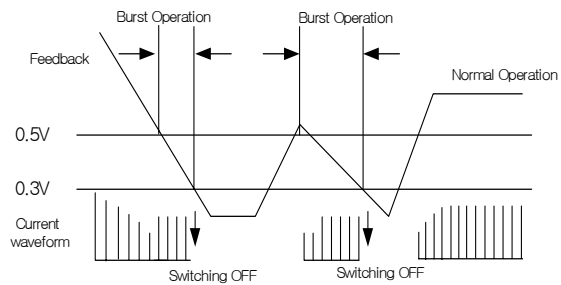 Burst Operation
Burst Operation
Feedback
Normal Operation
0.5V
0.3V
Current
waveform
Switching OFF
Switching OFF